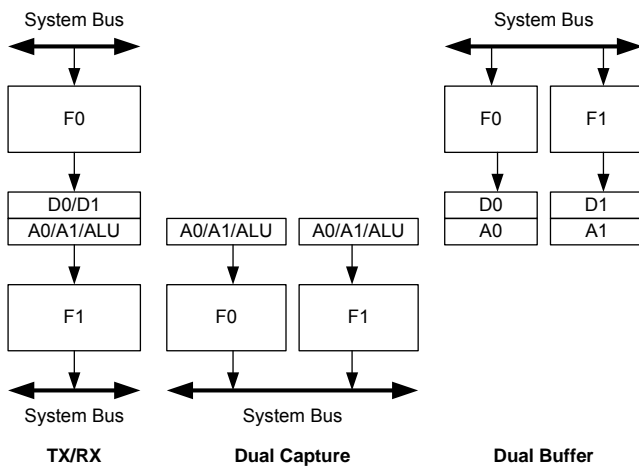 System Bus
System Bus
F0
F0
F1
D0/D1
D0
D1
A0/A1/ALU
A0/A1/ALU
A0/A1/ALU
A0
A1
F1
F0
F1
System Bus
System Bus
TX/RX
Dual Capture
Dual Buffer